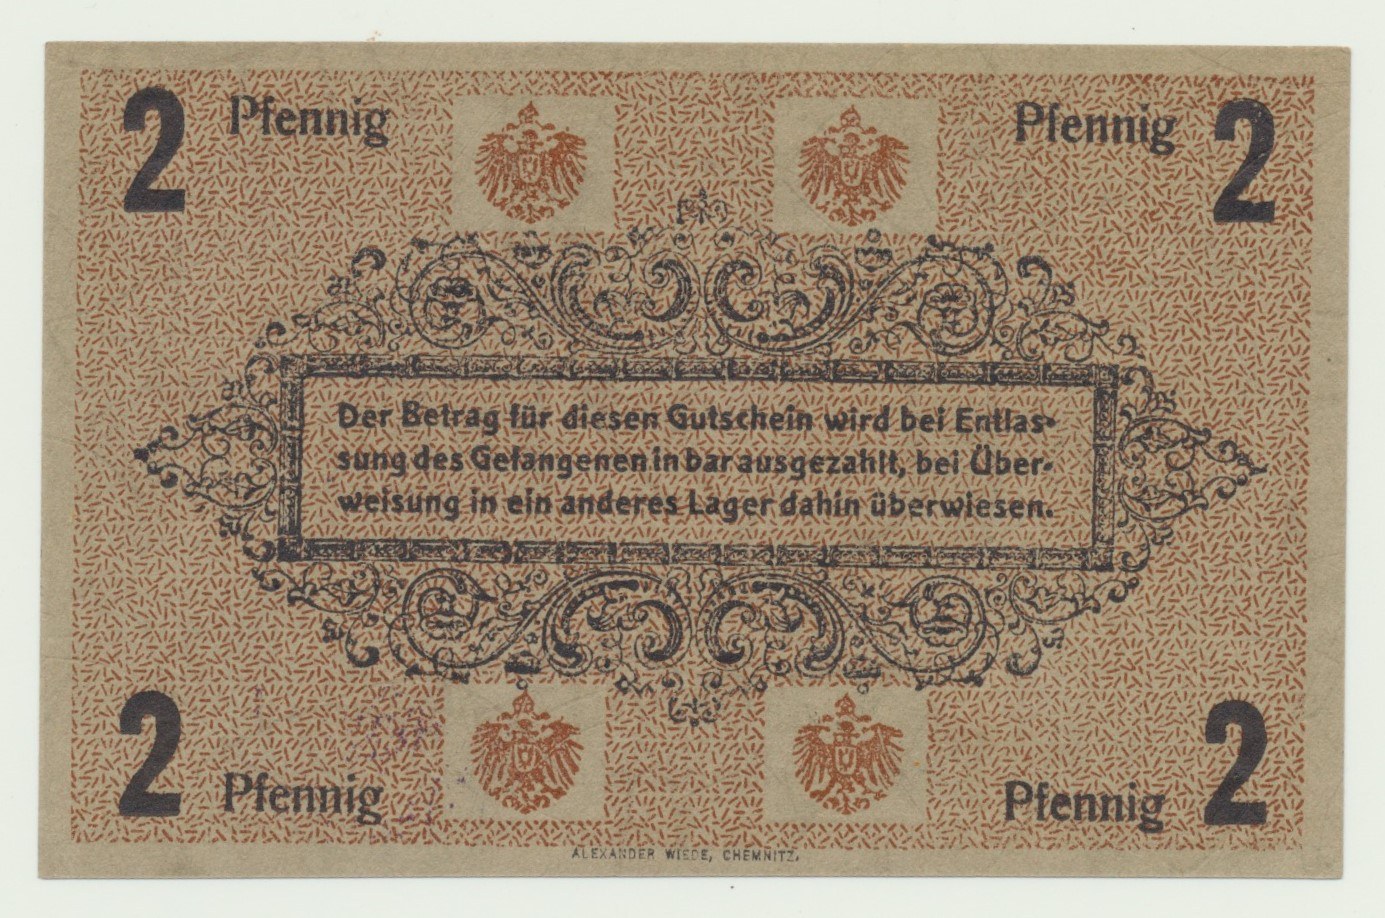 2 Pfennig Pfennig 2
Der Betrag für diesen Gutschein wird bei Entlas-
sung des Gefangenen in bar ausgezahlt, bei Über-
weisung in ein anderes Lager dahin überwiesen.
2 Pfennig Pfennig 2
ALEXANDER WIEDE, CHEMNITZ.